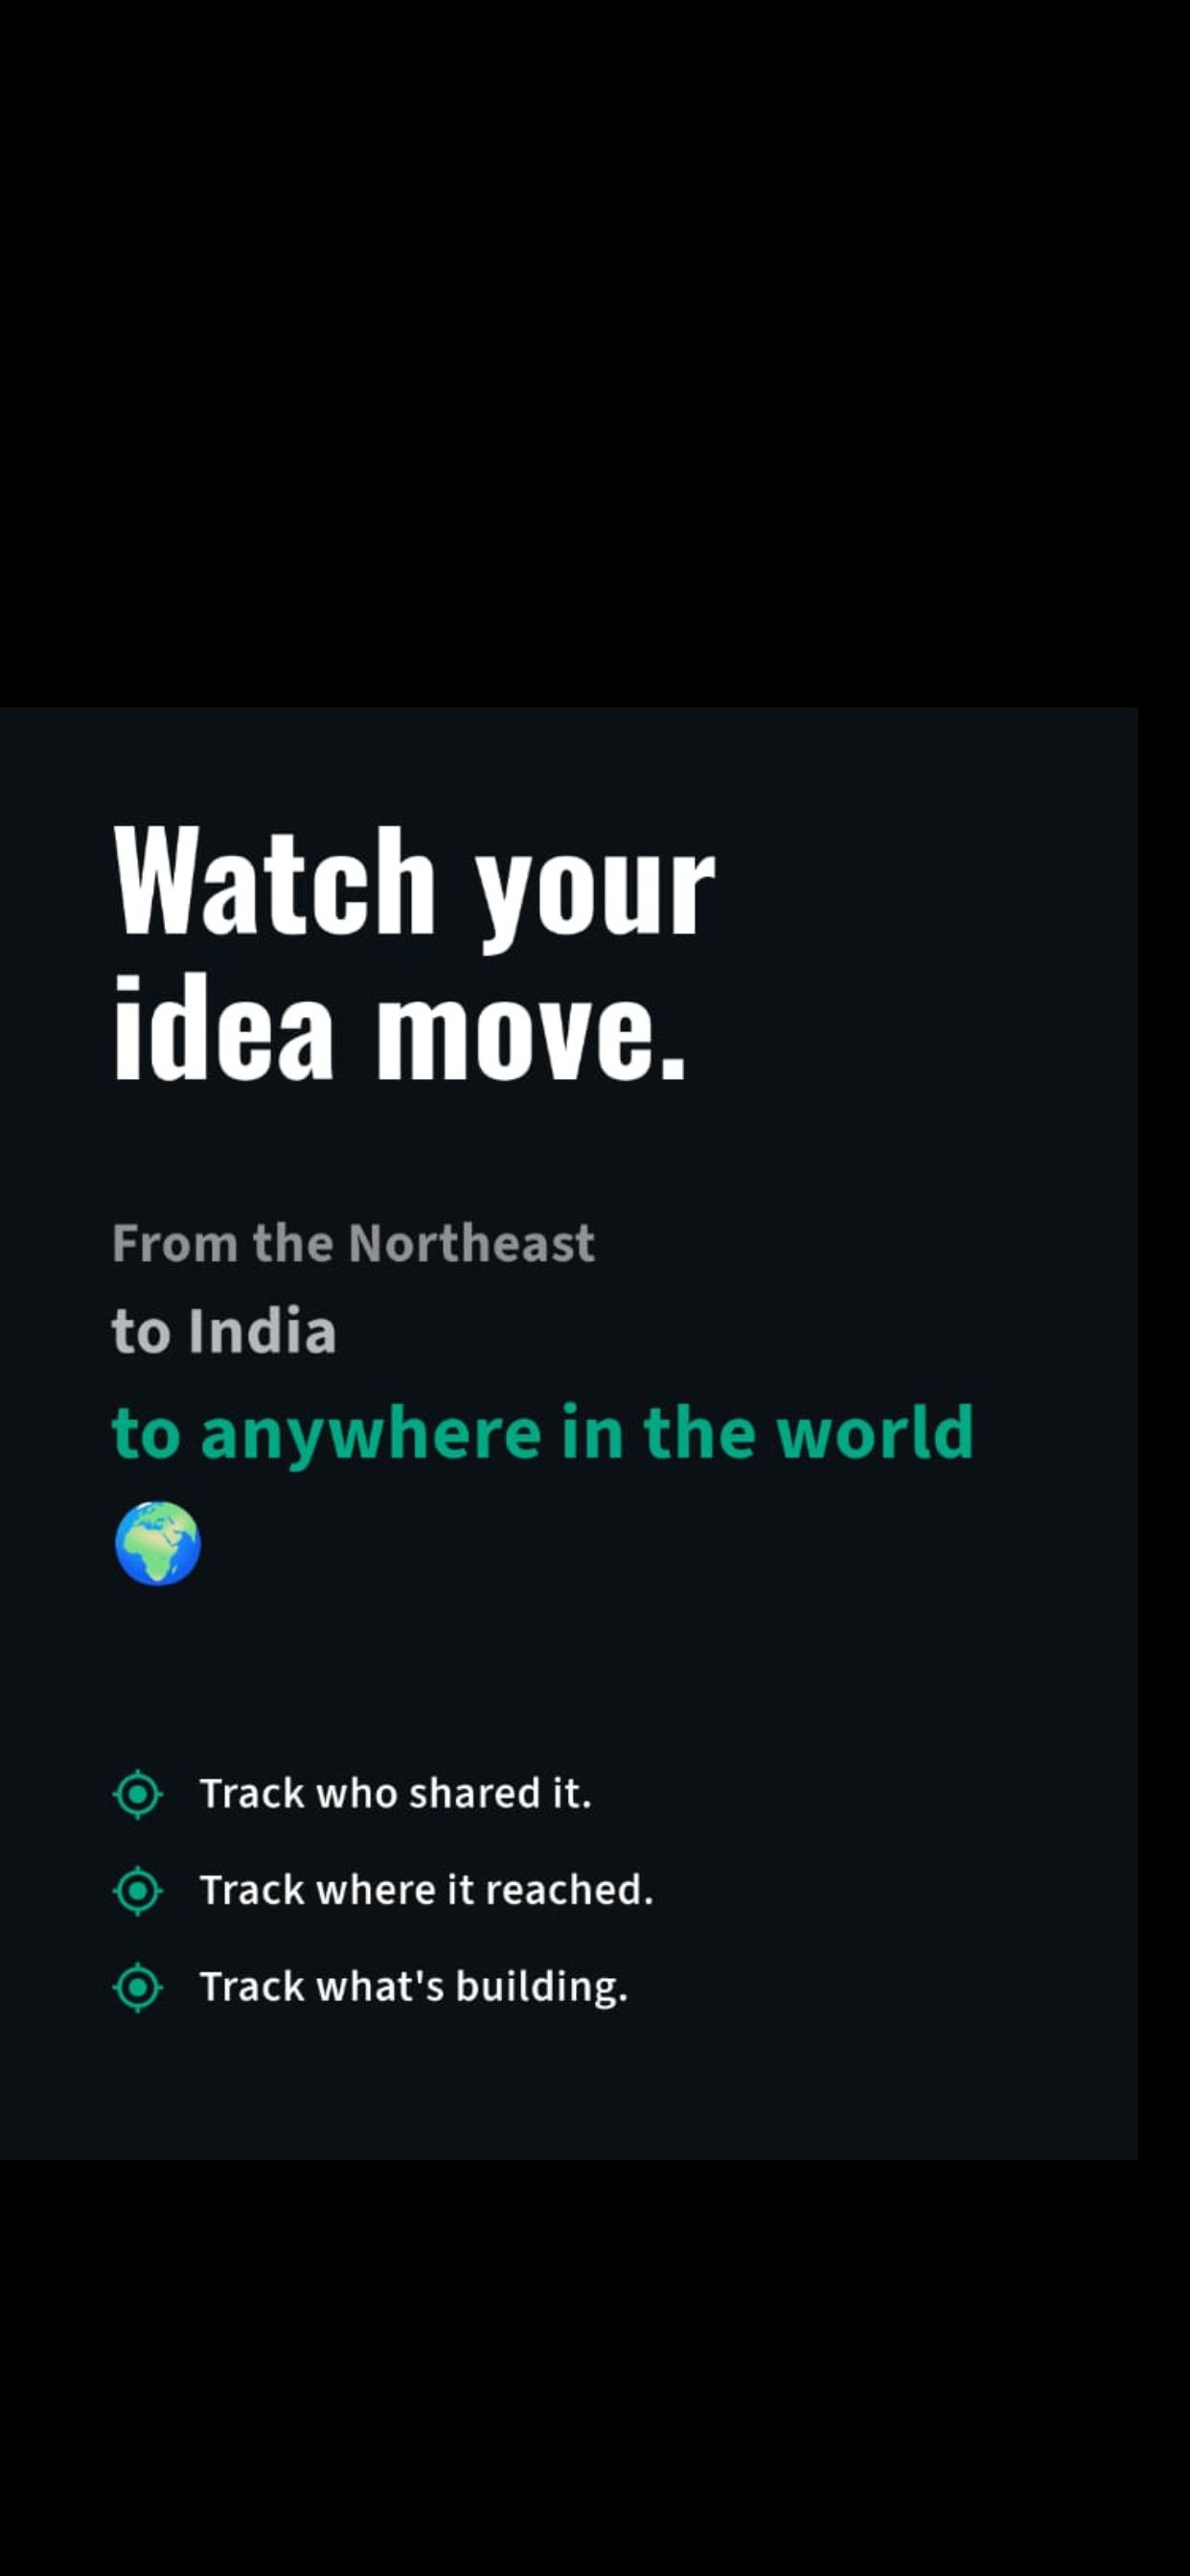 Watch your
idea move.
From the Northeast
to India
to anywhere in the world
🌍
Track who shared it.
Track where it reached.
Track what's building.